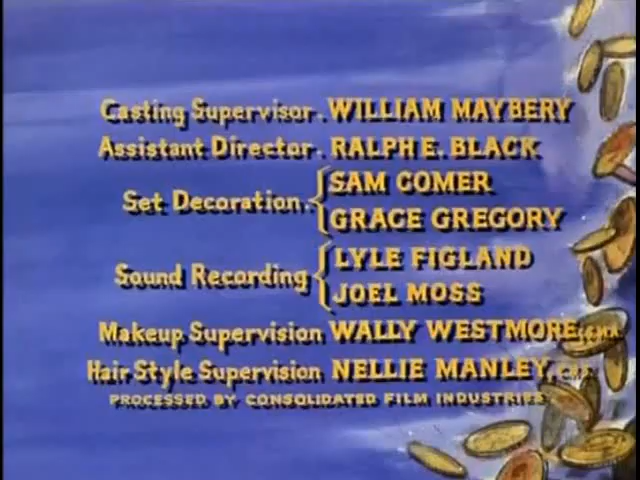 Casting Supervisor. WILLIAM MAYBERY
Assistant Director. RALPH E. BLACK
Set Decoration. SAM COMER
GRACE GREGORY
Sound Recording LYLE FIGLAND
JOEL MOSS
Makeup Supervision WALLY WESTMORE,
Hair Style Supervision NELLIE MANLEY, C.H.S.
PROCESSED BY CONSOLIDATED FILM INDUSTRIES